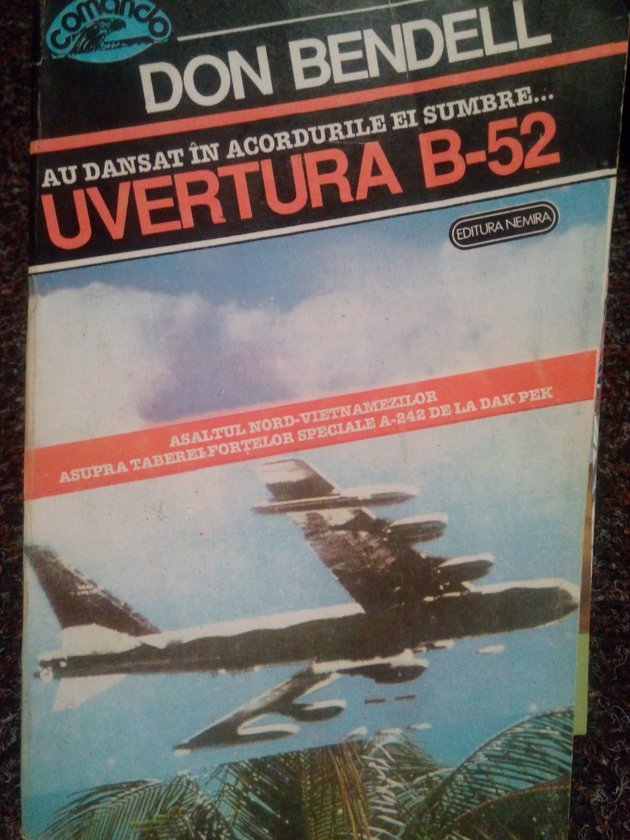 comando
DON BENDELL
AU DANSAT ÎN ACORDURILE EI SUMBRE...
UVERTURA B-52
EDITURA NEMIRA
ASALTUL NORD-VIETNAMEZILOR
ASUPRA TABEREI FORȚELOR SPECIALE A-242 DE LA DAK PEK